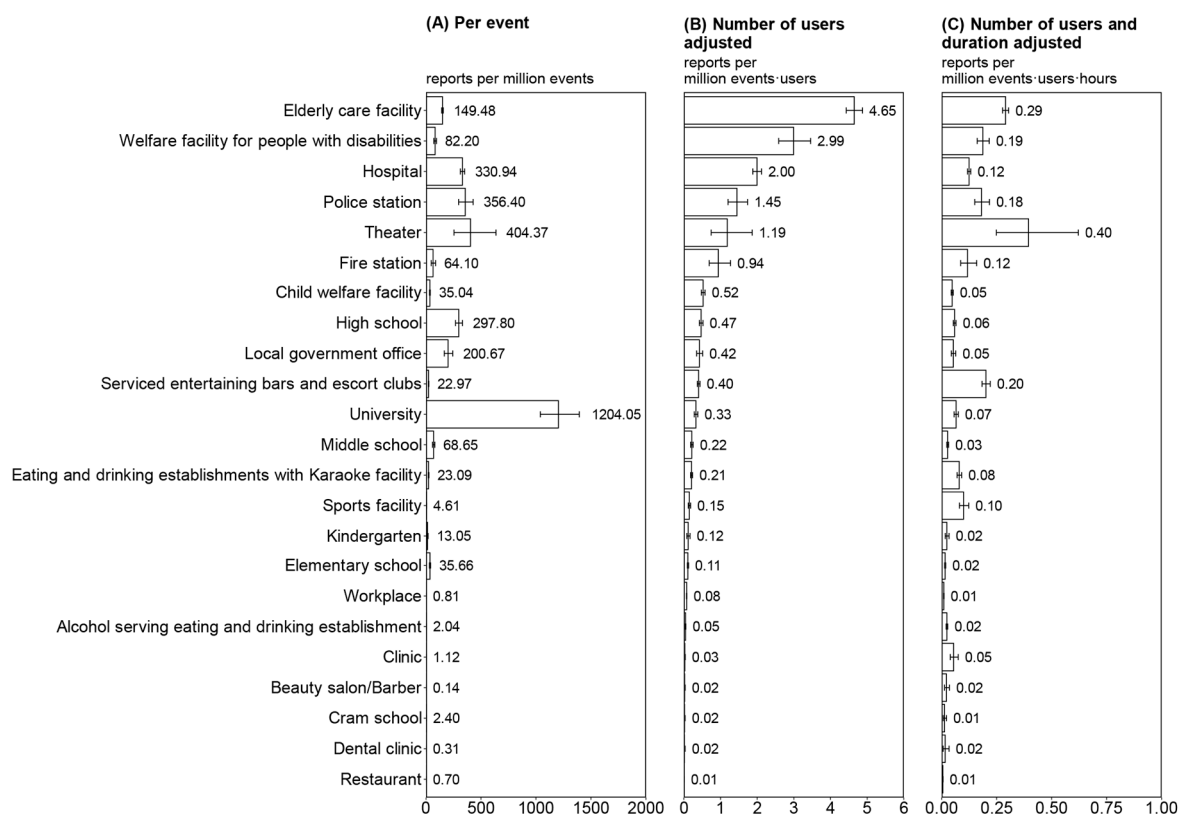 (A) Per event
(B) Number of users
adjusted
(C) Number of users and
duration adjusted
reports per million events
reports per
million events·users
reports per
million events·users·hours
Elderly care facility 149.48 4.65 0.29
Welfare facility for people with disabilities 82.20 2.99 0.19
Hospital 330.94 2.00 0.12
Police station 356.40 1.45 0.18
Theater 404.37 1.19 0.40
Fire station 64.10 0.94 0.12
Child welfare facility 35.04 0.52 0.05
High school 297.80 0.47 0.06
Local government office 200.67 0.42 0.05
Serviced entertaining bars and escort clubs 22.97 0.40 0.20
University 1204.05 0.33 0.07
Middle school 68.65 0.22 0.03
Eating and drinking establishments with Karaoke facility 23.09 0.21 0.08
Sports facility 4.61 0.15 0.10
Kindergarten 13.05 0.12 0.02
Elementary school 35.66 0.11 0.02
Workplace 0.81 0.08 0.01
Alcohol serving eating and drinking establishment 2.04 0.05 0.02
Clinic 1.12 0.03 0.05
Beauty salon/Barber 0.14 0.02 0.02
Cram school 2.40 0.02 0.01
Dental clinic 0.31 0.02 0.02
Restaurant 0.70 0.01 0.01
0 500 1000 1500 2000 0 1 2 3 4 5 6 0.00 0.25 0.50 0.75 1.00